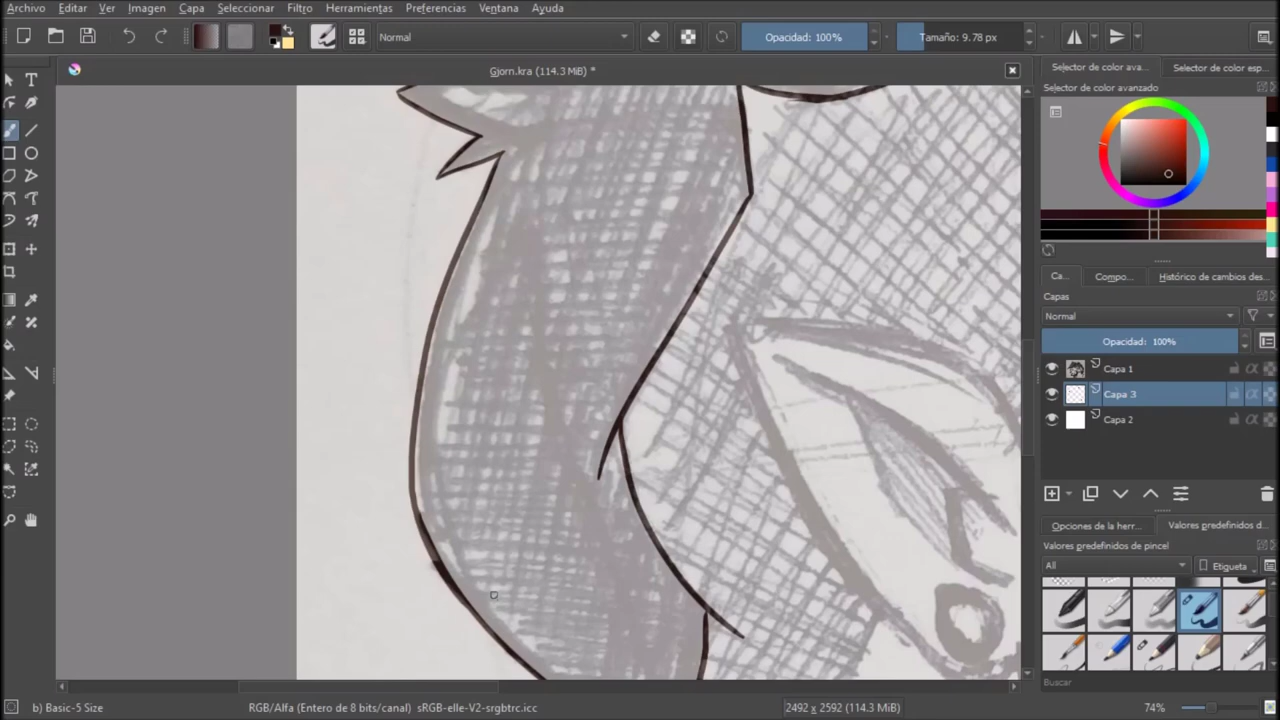 Archivo Editar Ver Imagen Capa Seleccionar Filtro Herramientas Preferencias Ventana Ayuda
Normal Opacidad: 100% Tamaño: 9.78 px
Gjorn.kra (114.3 MiB) *
Selector de color ava... Selector de color esp...
Selector de color avanzado
Ca... Compo... Histórico de cambios des...
Capas
Normal
Opacidad: 100%
Capa 1
Capa 3
Capa 2
Opciones de la herr... Valores predefinidos d...
Valores predefinidos de pincel
All Etiqueta
Buscar
b) Basic-5 Size RGB/Alfa (Entero de 8 bits/canal) sRGB-elle-V2-srgbtrc.icc 2492 x 2592 (114.3 MiB) 74%